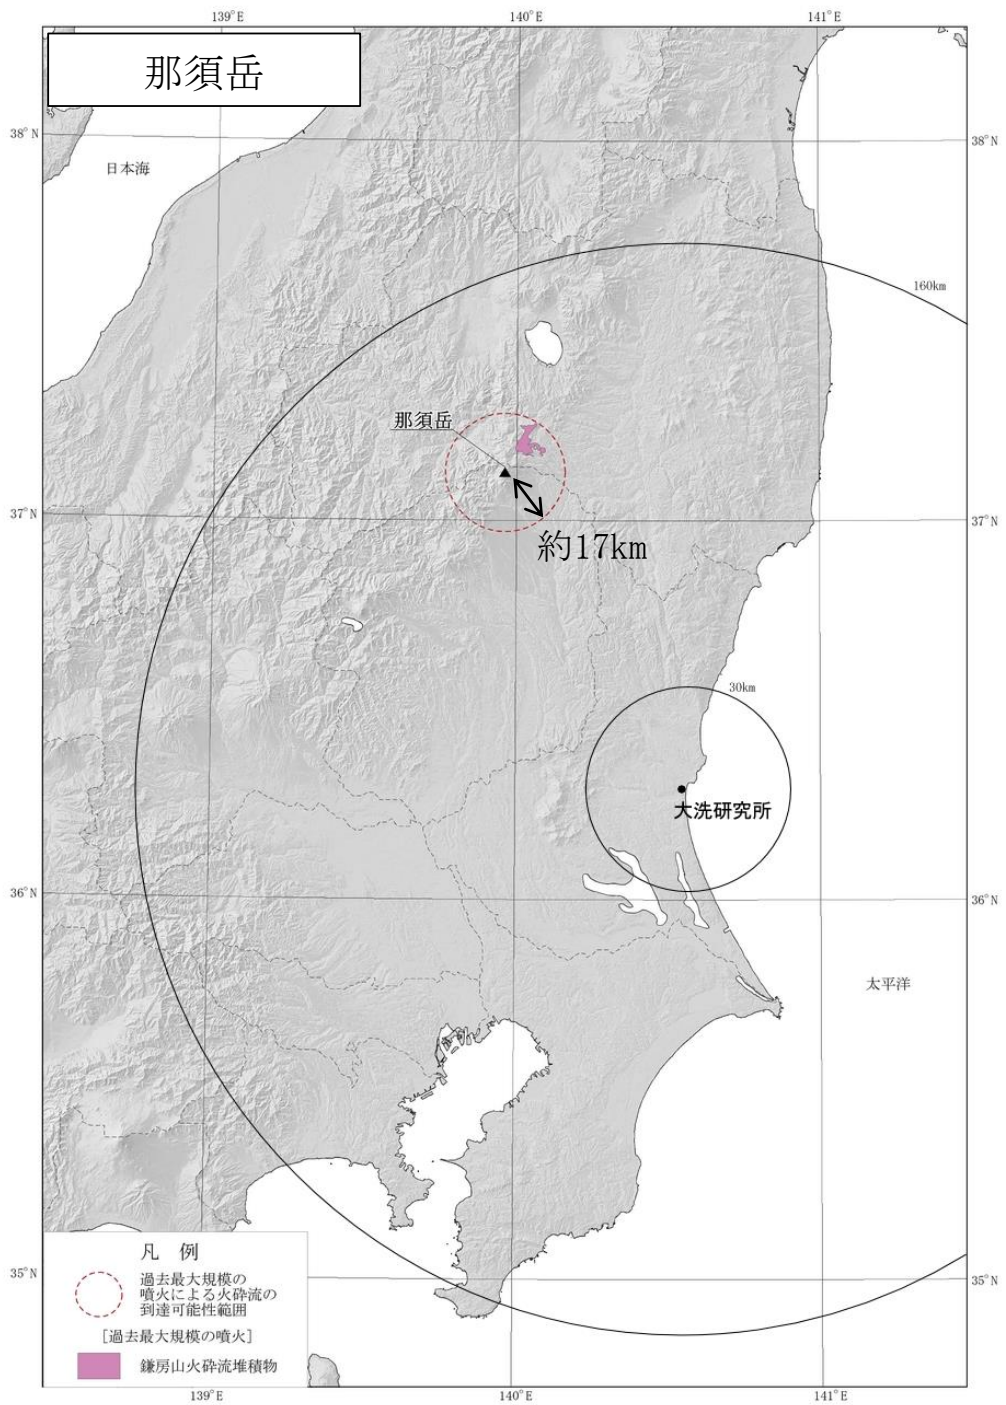 139°E
140°E
141°E
那須岳
38°N
38°N
日本海
160km
那須岳
37°N
37°N
約17km
30km
大洗研究所
36°N
36°N
太平洋
凡 例
過去最大規模の
噴火による火砕流の
到達可能性範囲
[過去最大規模の噴火]
鎌房山火砕流堆積物
35°N
35°N
139°E
140°E
141°E